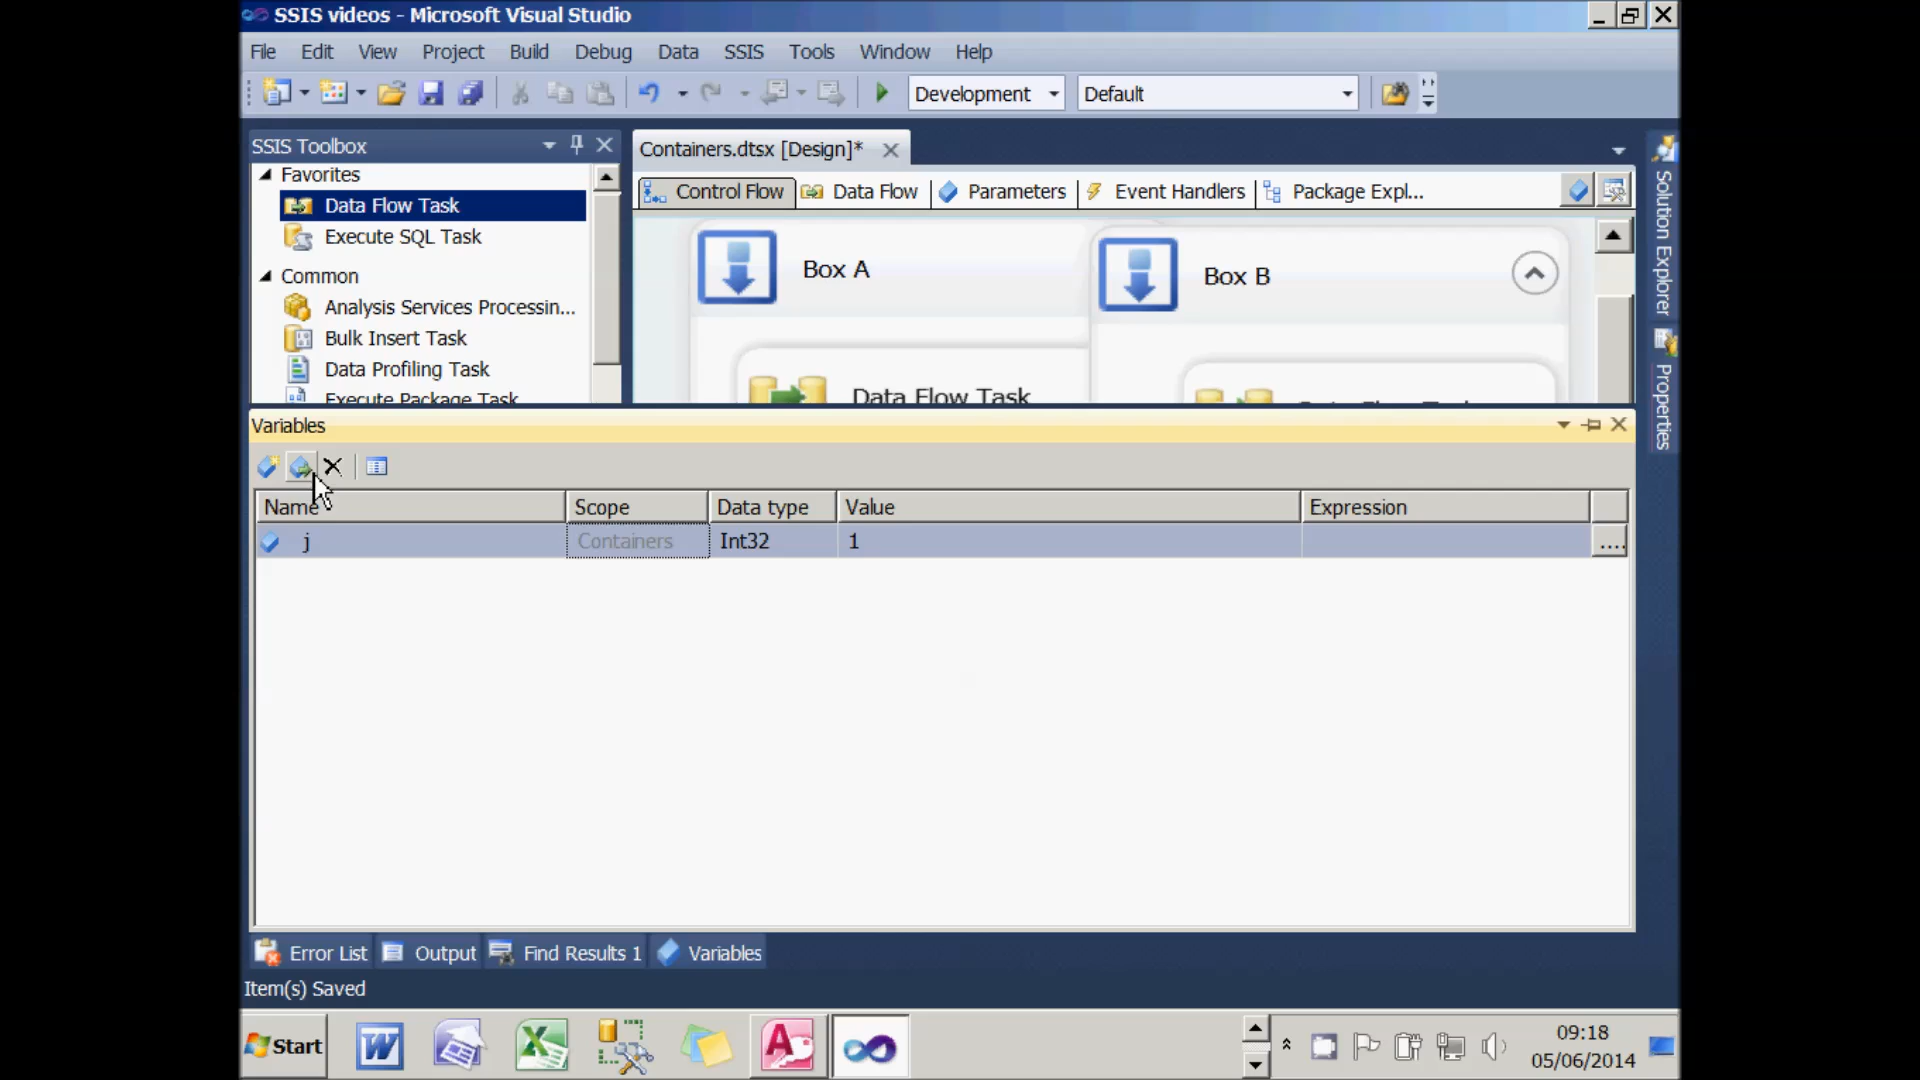 SSIS videos - Microsoft Visual Studio
File Edit View Project Build Debug Data SSIS Tools Window Help
Development Default
SSIS Toolbox
Favorites
Data Flow Task
Execute SQL Task
Common
Analysis Services Processin...
Bulk Insert Task
Data Profiling Task
Execute Package Task
Containers.dtsx [Design]*
Control Flow Data Flow Parameters Event Handlers Package Expl...
Box A
Data Flow Task
Box B
Solution Explorer
Properties
Variables
Name Scope Data type Value Expression
j Containers Int32 1 ....
Error List Output Find Results 1 Variables
Item(s) Saved
Start
09:18
05/06/2014